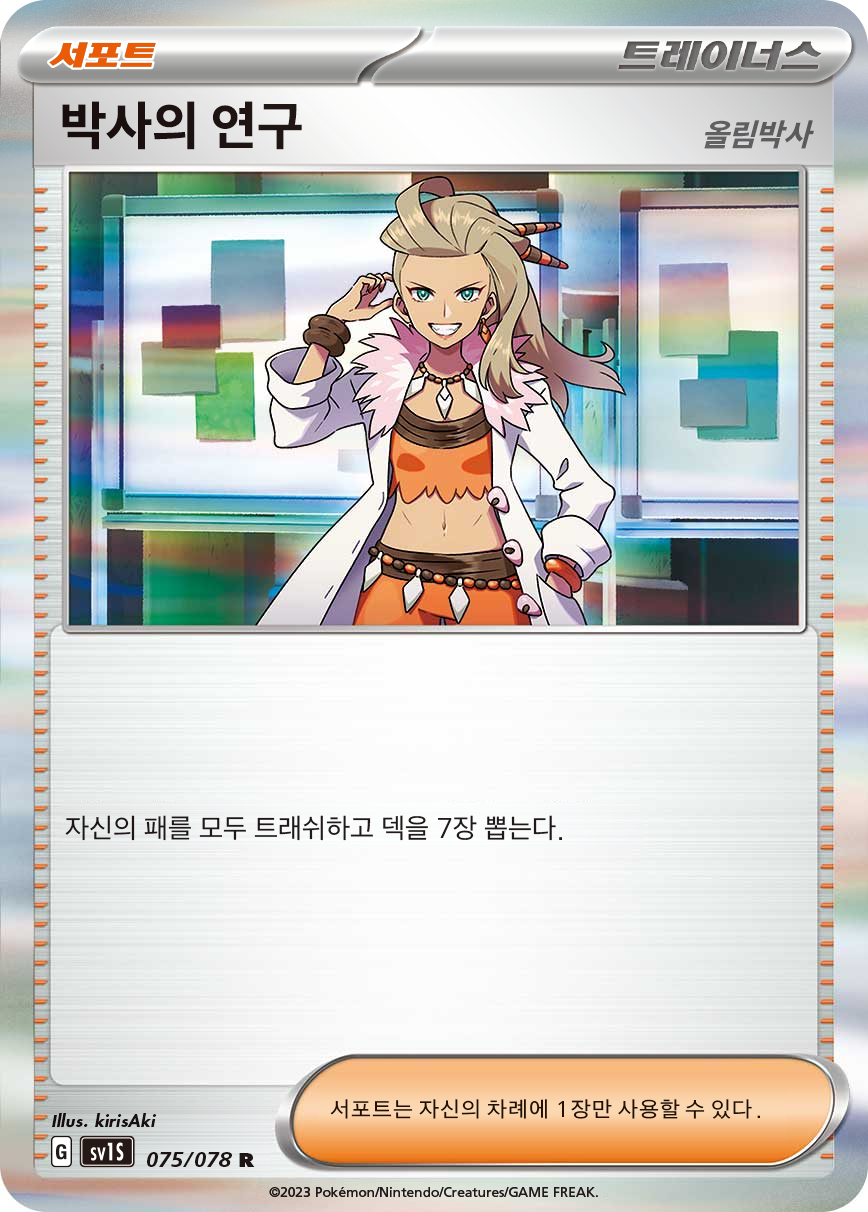 서포트
트레이너스
박사의 연구
올림박사
자신의 패를 모두 트래쉬하고 덱을 7장 뽑는다.
서포트는 자신의 차례에 1장만 사용할 수 있다.
Illus. kirisAki
G sv1S 075/078 R
©2023 Pokémon/Nintendo/Creatures/GAME FREAK.